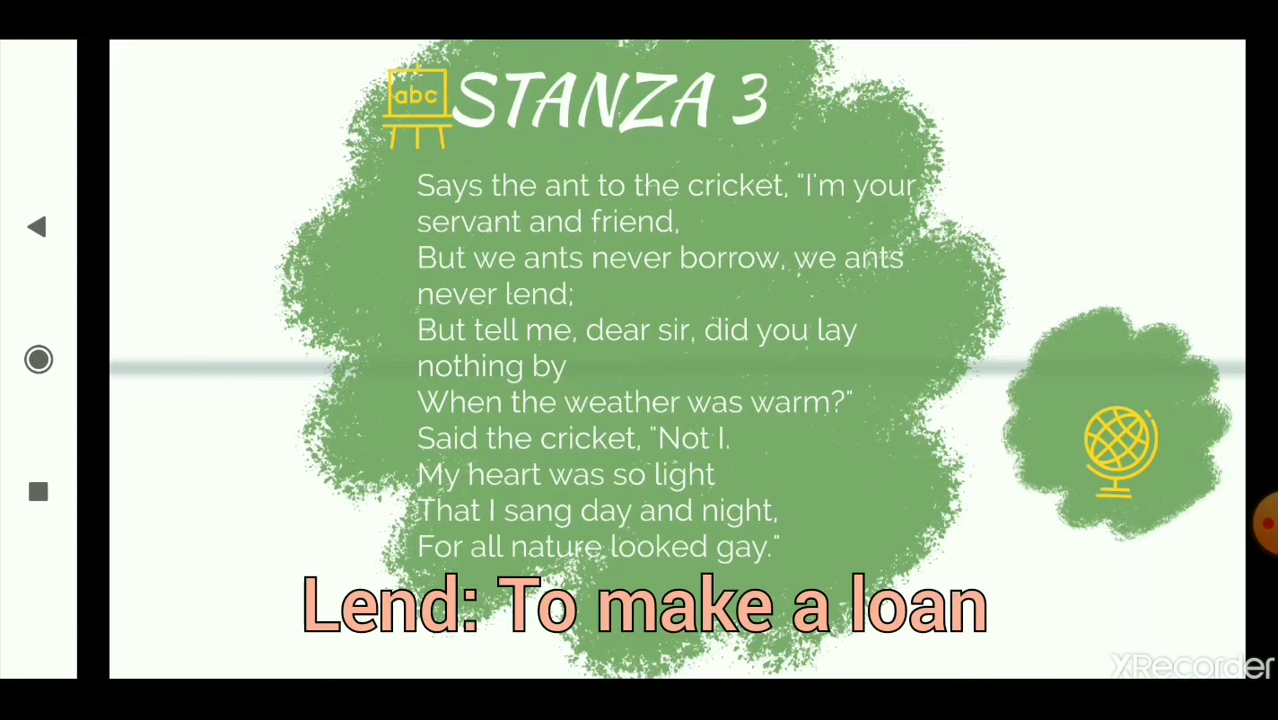 abc
STANZA 3
Says the ant to the cricket, "I'm your
servant and friend,
But we ants never borrow, we ants
never lend;
But tell me, dear sir, did you lay
nothing by
When the weather was warm?"
Said the cricket, "Not I.
My heart was so light
That I sang day and night,
For all nature looked gay."
Lend: To make a loan
XRecorder